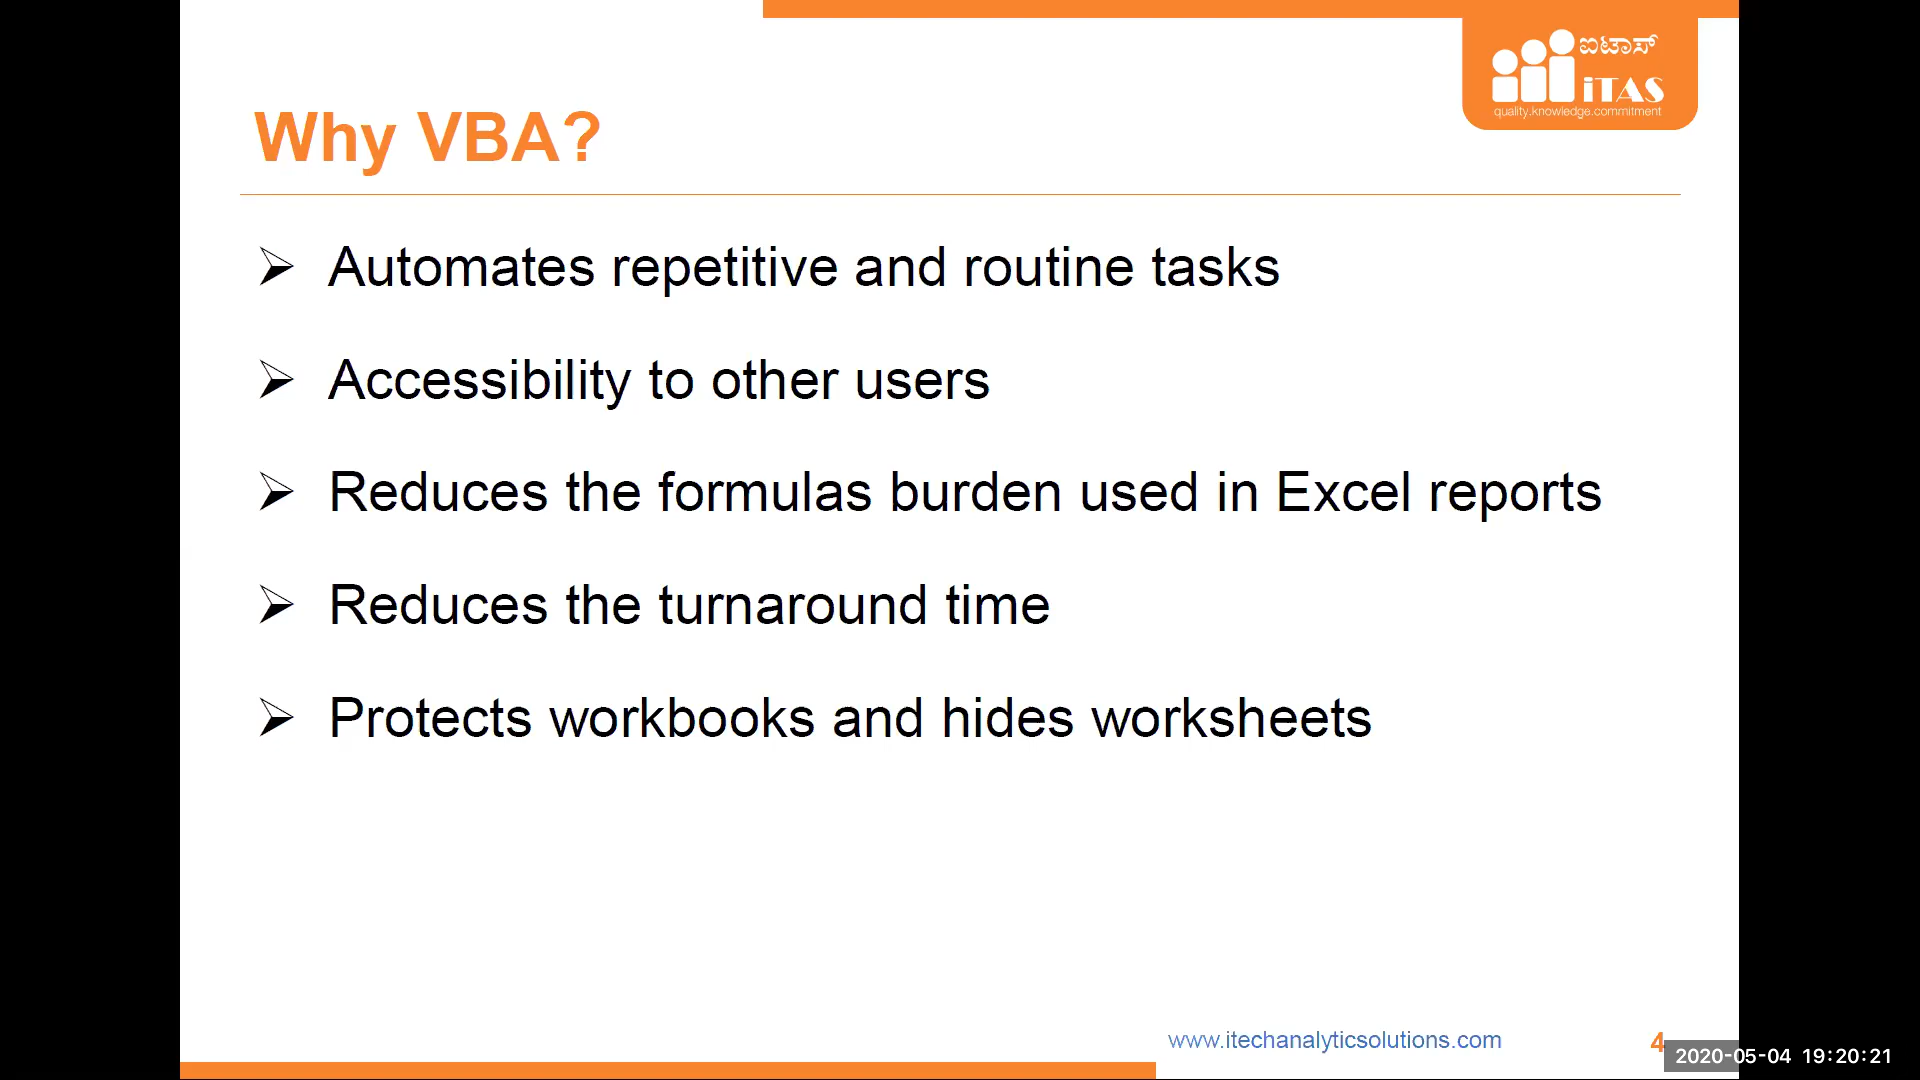 ಐಟಾಸ್
iTAS
quality.knowledge.commitment
Why VBA?
➢ Automates repetitive and routine tasks
➢ Accessibility to other users
➢ Reduces the formulas burden used in Excel reports
➢ Reduces the turnaround time
➢ Protects workbooks and hides worksheets
www.itechanalyticsolutions.com
4
2020-05-04 19:20:21